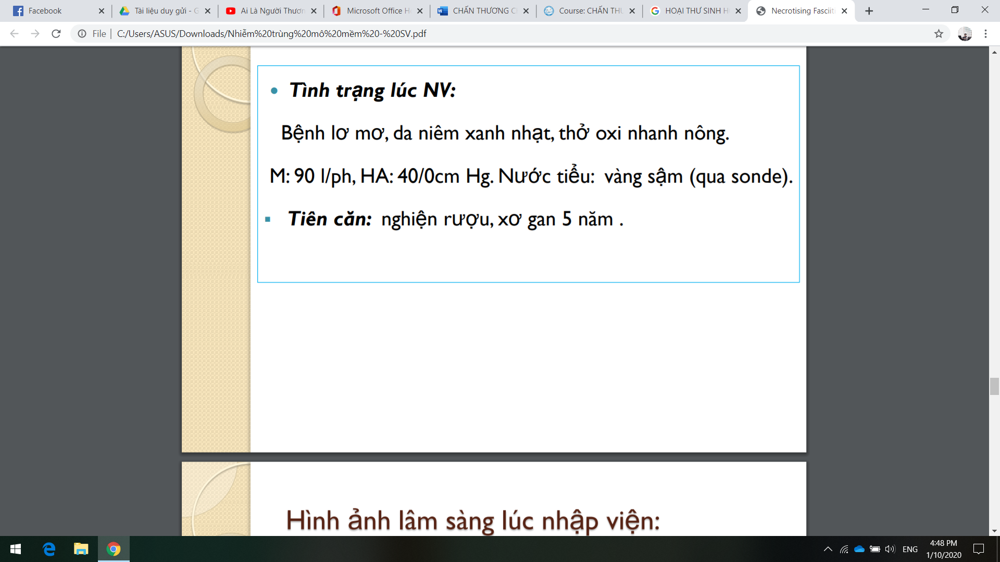 Facebook
Tài liệu duy gửi - G
Ai Là Người Thươn
Microsoft Office H
CHẤN THƯƠNG C
Course: CHẤN THƯ
HOẠI THƯ SINH H
Necrotising Fasciiti
File
C:/Users/ASUS/Downloads/Nhiễm%20trùng%20mô%20mềm%20-%20SV.pdf
• Tình trạng lúc NV:
Bệnh lơ mơ, da niêm xanh nhạt, thở oxi nhanh nông.
M: 90 l/ph, HA: 40/0cm Hg. Nước tiểu: vàng sậm (qua sonde).
▪ Tiên căn: nghiện rượu, xơ gan 5 năm .
Hình ảnh lâm sàng lúc nhập viện:
ENG
4:48 PM
1/10/2020